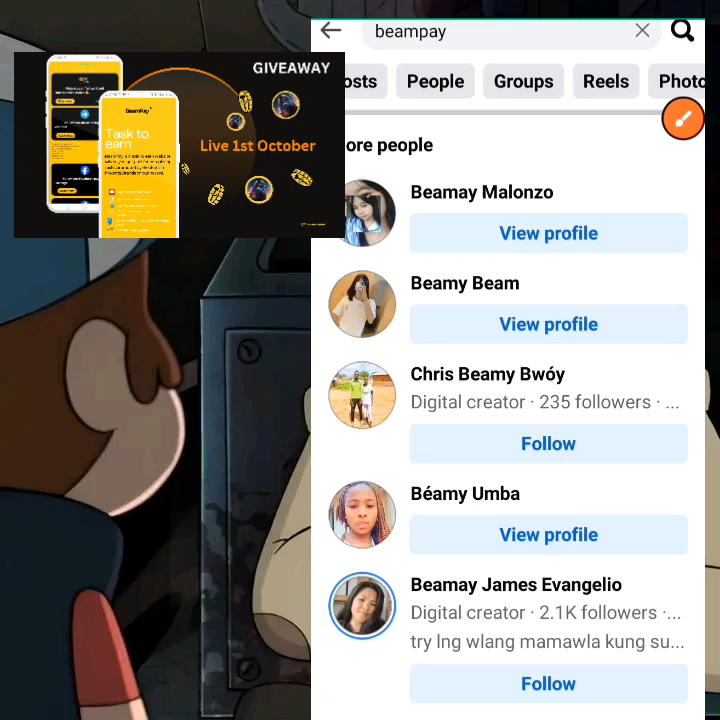 beampay
osts
People
Groups
Reels
Photo
ore people
Beamay Malonzo
View profile
Beamy Beam
View profile
Chris Beamy Bwóy
Digital creator · 235 followers · ...
Follow
Béamy Umba
View profile
Beamay James Evangelio
Digital creator · 2.1K followers ·...
try lng wlang mamawla kung su...
Follow
GIVEAWAY
Live 1st October
BeamPay
Task to
earn